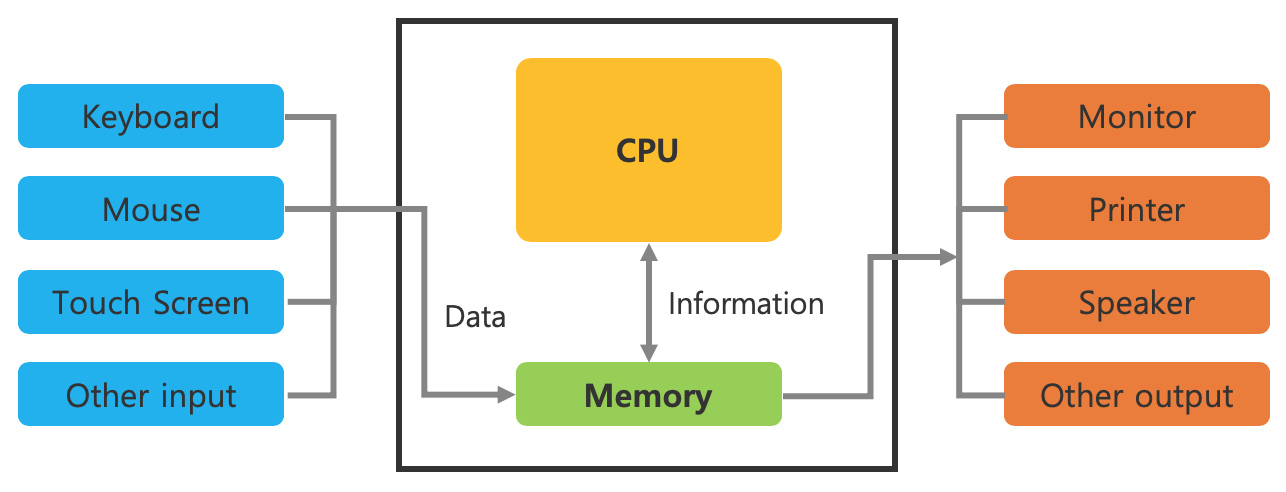 Keyboard
Mouse
Touch Screen
Other input
Data
CPU
Information
Memory
Monitor
Printer
Speaker
Other output